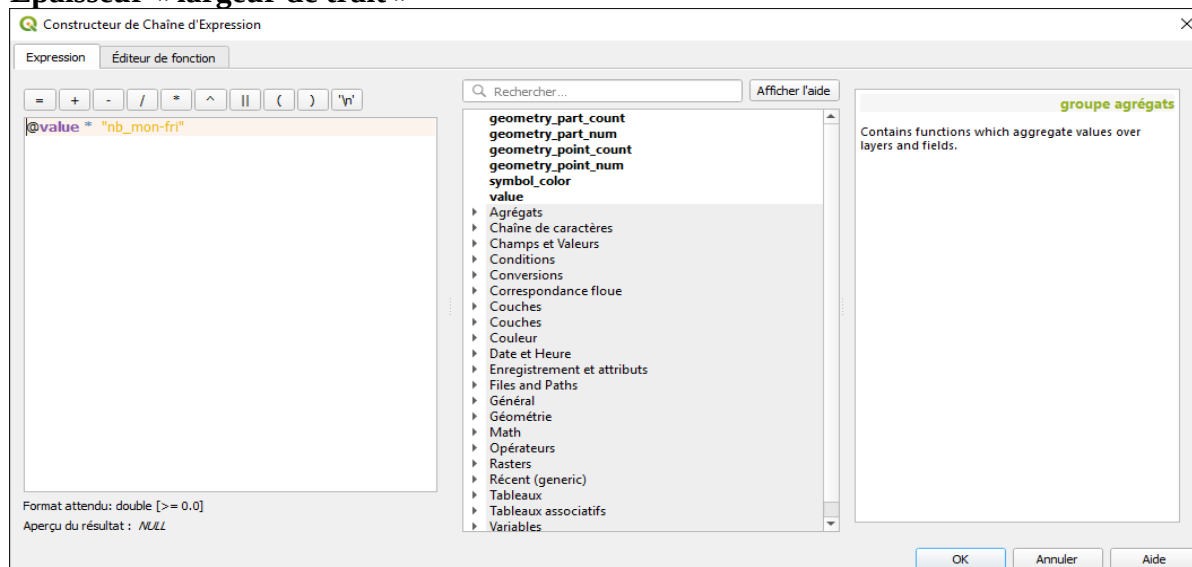 Epaisseur « largeur de trait »
Constructeur de Chaîne d'Expression
Expression
Éditeur de fonction
= + - / * ^ || ( ) '\n'
@value * "nb_mon-fri"
Format attendu: double [>= 0.0]
Aperçu du résultat : NULL
Rechercher...
Afficher l'aide
geometry_part_count
geometry_part_num
geometry_point_count
geometry_point_num
symbol_color
value
Agrégats
Chaîne de caractères
Champs et Valeurs
Conditions
Conversions
Correspondance floue
Couches
Couches
Couleur
Date et Heure
Enregistrement et attributs
Files and Paths
Général
Géométrie
Math
Opérateurs
Rasters
Récent (generic)
Tableaux
Tableaux associatifs
Variables
groupe agrégats
Contains functions which aggregate values over
layers and fields.
OK
Annuler
Aide